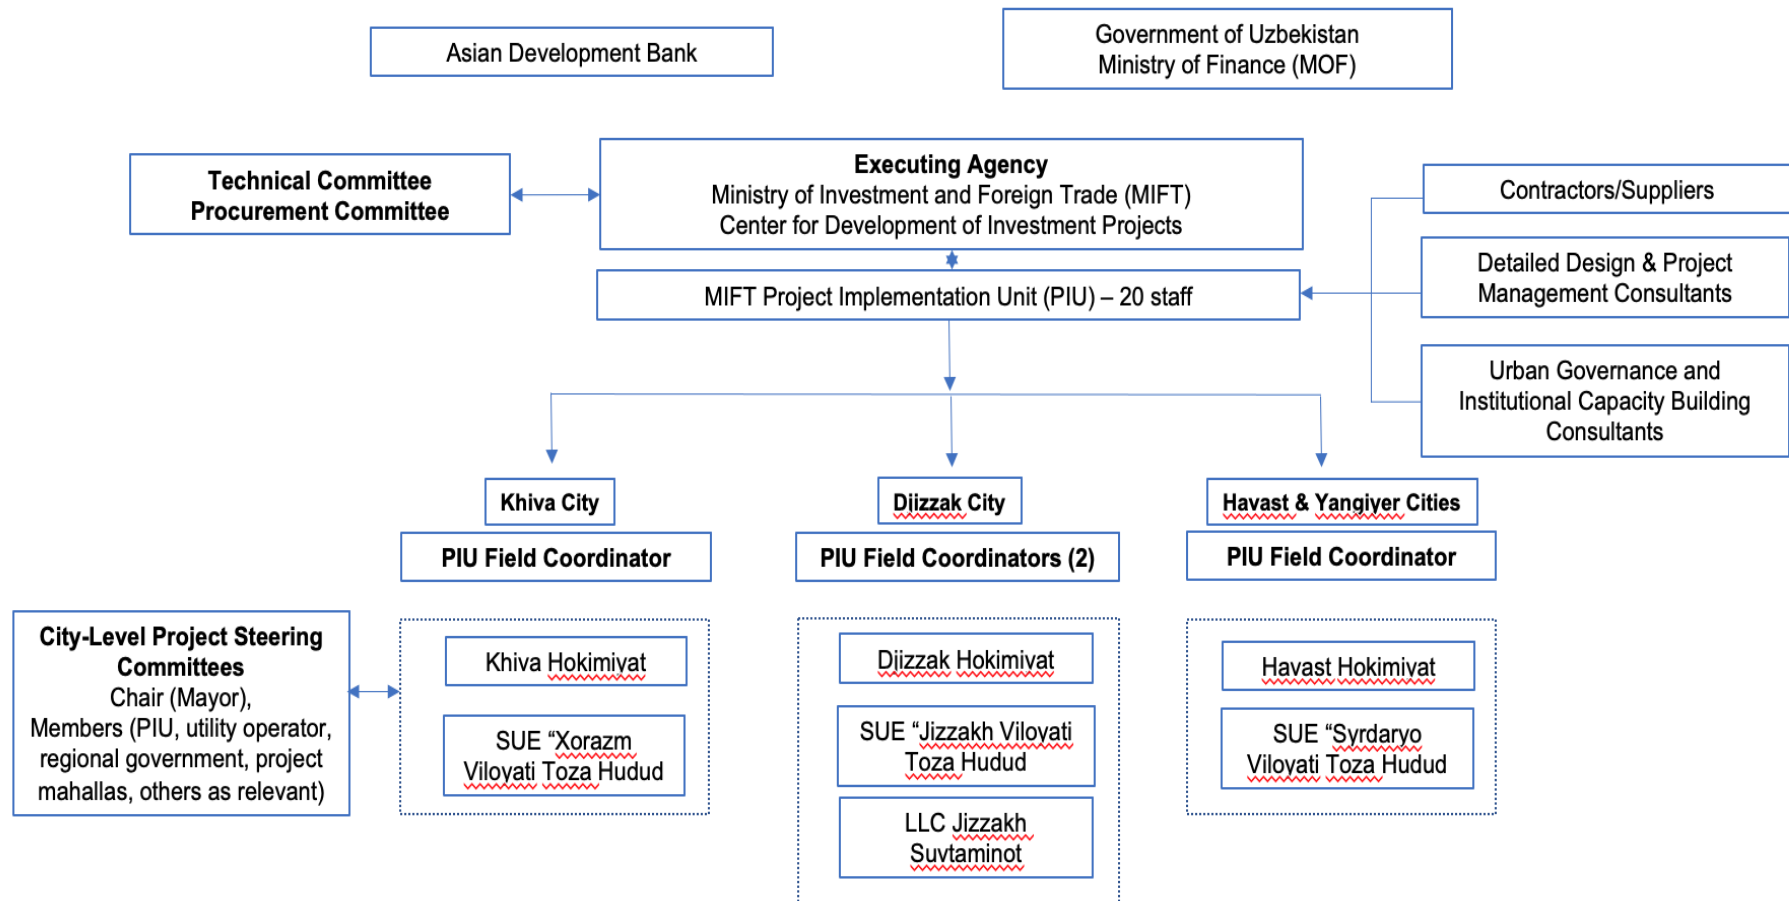 Asian Development Bank
Government of Uzbekistan
Ministry of Finance (MOF)
Technical Committee
Procurement Committee
Executing Agency
Ministry of Investment and Foreign Trade (MIFT)
Center for Development of Investment Projects
MIFT Project Implementation Unit (PIU) – 20 staff
Contractors/Suppliers
Detailed Design & Project
Management Consultants
Urban Governance and
Institutional Capacity Building
Consultants
Khiva City
Djizzak City
Havast & Yangiyer Cities
PIU Field Coordinator
PIU Field Coordinators (2)
PIU Field Coordinator
City-Level Project Steering
Committees
Chair (Mayor),
Members (PIU, utility operator,
regional government, project
mahallas, others as relevant)
Khiva Hokimiyat
SUE “Xorazm
Viloyati Toza Hudud
Djizzak Hokimiyat
SUE “Jizzakh Viloyati
Toza Hudud
LLC Jizzakh
Suvtaminot
Havast Hokimiyat
SUE “Syrdaryo
Viloyati Toza Hudud